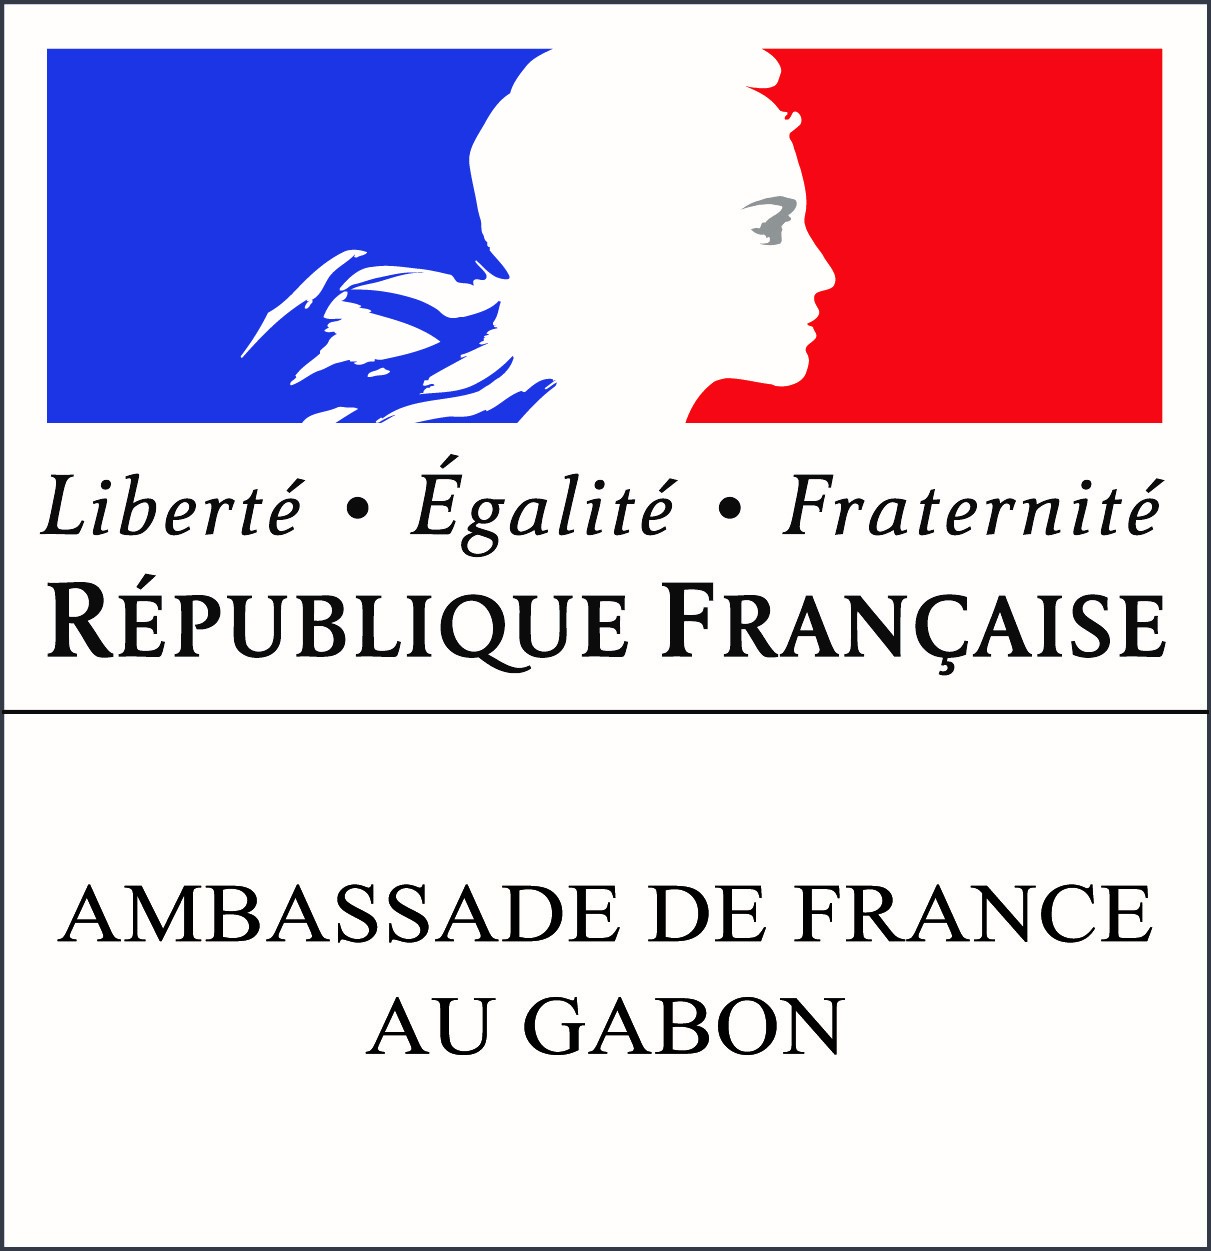 Liberté • Égalité • Fraternité
RÉPUBLIQUE FRANÇAISE
AMBASSADE DE FRANCE
AU GABON